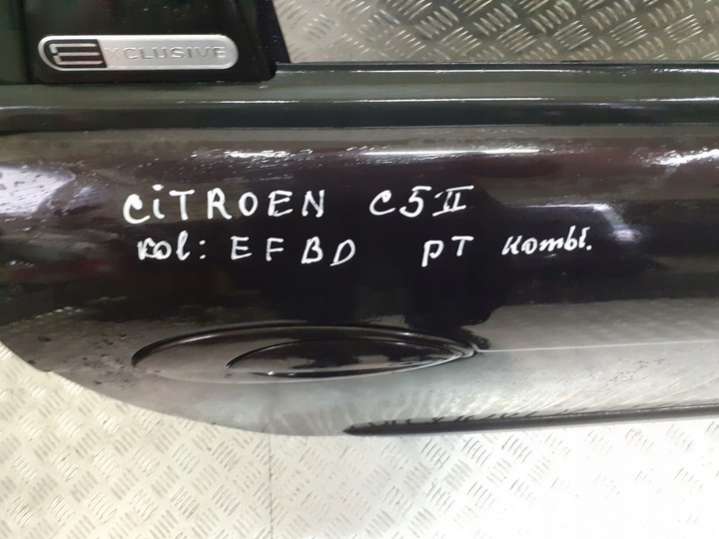 EXCLUSIVE
CiTROEN C5 II
kol: EFBD PT kombi.